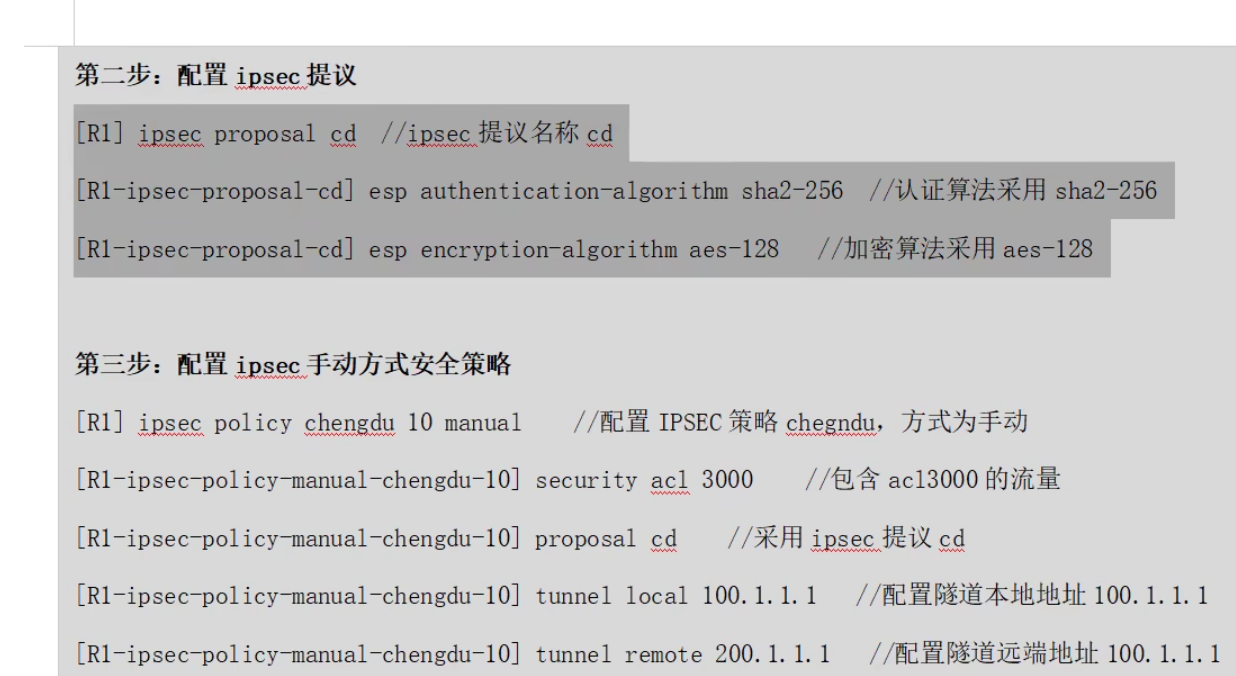 第二步：配置 ipsec 提议
[R1] ipsec proposal cd  //ipsec 提议名称 cd
[R1-ipsec-proposal-cd] esp authentication-algorithm sha2-256  //认证算法采用 sha2-256
[R1-ipsec-proposal-cd] esp encryption-algorithm aes-128   //加密算法采用 aes-128
第三步：配置 ipsec 手动方式安全策略
[R1] ipsec policy chengdu 10 manual    //配置 IPSEC 策略 chegndu，方式为手动
[R1-ipsec-policy-manual-chengdu-10] security acl 3000    //包含 acl3000 的流量
[R1-ipsec-policy-manual-chengdu-10] proposal cd    //采用 ipsec 提议 cd
[R1-ipsec-policy-manual-chengdu-10] tunnel local 100.1.1.1   //配置隧道本地地址 100.1.1.1
[R1-ipsec-policy-manual-chengdu-10] tunnel remote 200.1.1.1   //配置隧道远端地址 100.1.1.1